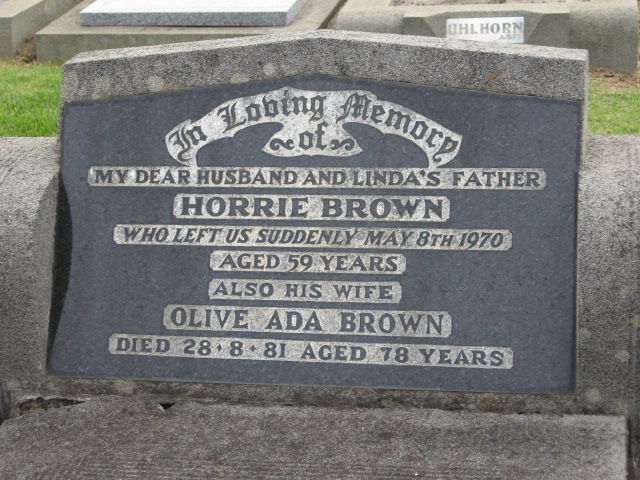 UHLHORN
In Loving Memory
of
MY DEAR HUSBAND AND LINDA'S FATHER
HORRIE BROWN
WHO LEFT US SUDDENLY MAY 8TH 1970
AGED 59 YEARS
ALSO HIS WIFE
OLIVE ADA BROWN
DIED 28·8·81 AGED 78 YEARS